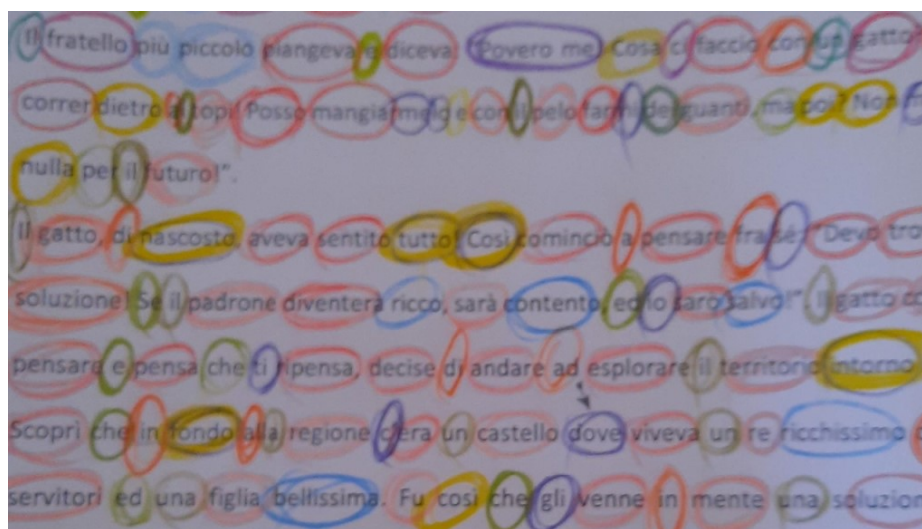 Il fratello più piccolo piangeva e diceva! "Povero me! Cosa ci faccio con un gatto
correr dietro ai topi! Posso mangiarmelo e con il pelo farmi dei guanti, ma poi? Non
nulla per il futuro!".
Il gatto, di nascosto, aveva sentito tutto! Così cominciò a pensare fra sé: "Devo tro
soluzione! Se il padrone diventerà ricco, sarà contento, ed io sarò salvo!". Il gatto
pensare e pensa che ti ripensa, decise di andare ad esplorare il territorio intorno
Scoprì che in fondo alla regione c'era un castello dove viveva un re ricchissimo
servitori ed una figlia bellissima. Fu così che gli venne in mente una soluzion